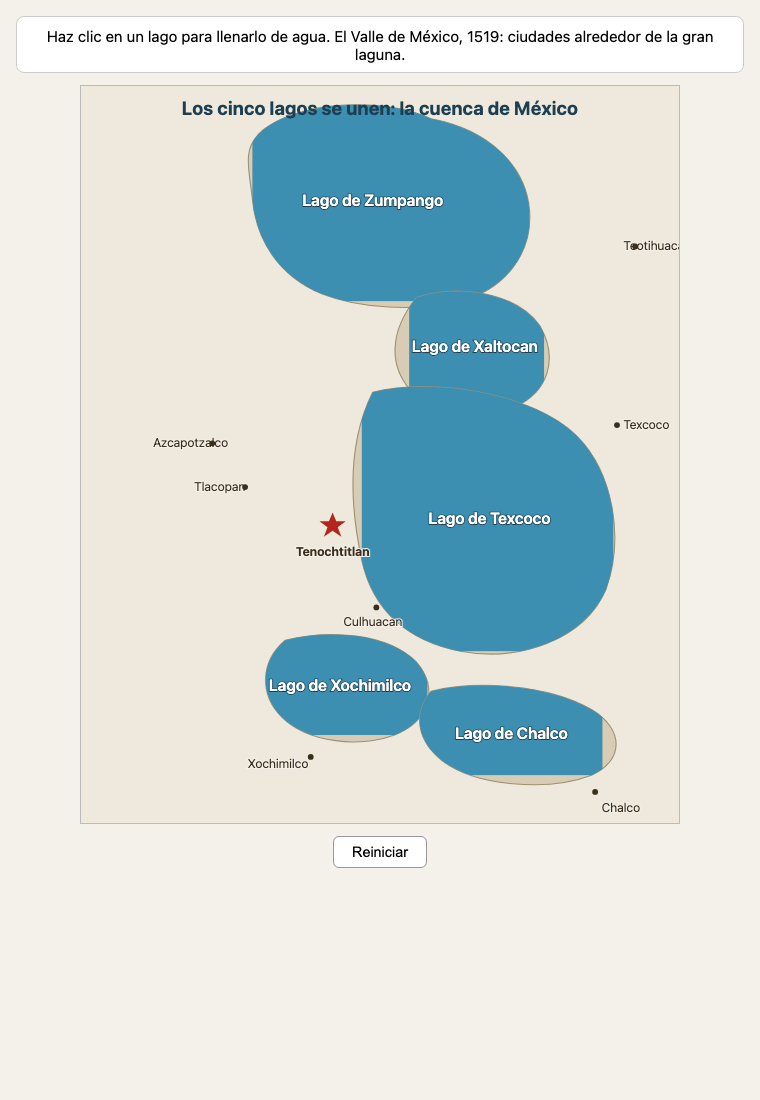 Haz clic en un lago para llenarlo de agua. El Valle de México, 1519: ciudades alrededor de la gran
laguna.
Los cinco lagos se unen: la cuenca de México
Lago de Zumpango
Teotihuaca
Lago de Xaltocan
Texcoco
Azcapotzalco
Tlacopan
Lago de Texcoco
Tenochtitlan
Culhuacan
Lago de Xochimilco
Lago de Chalco
Xochimilco
Chalco
Reiniciar